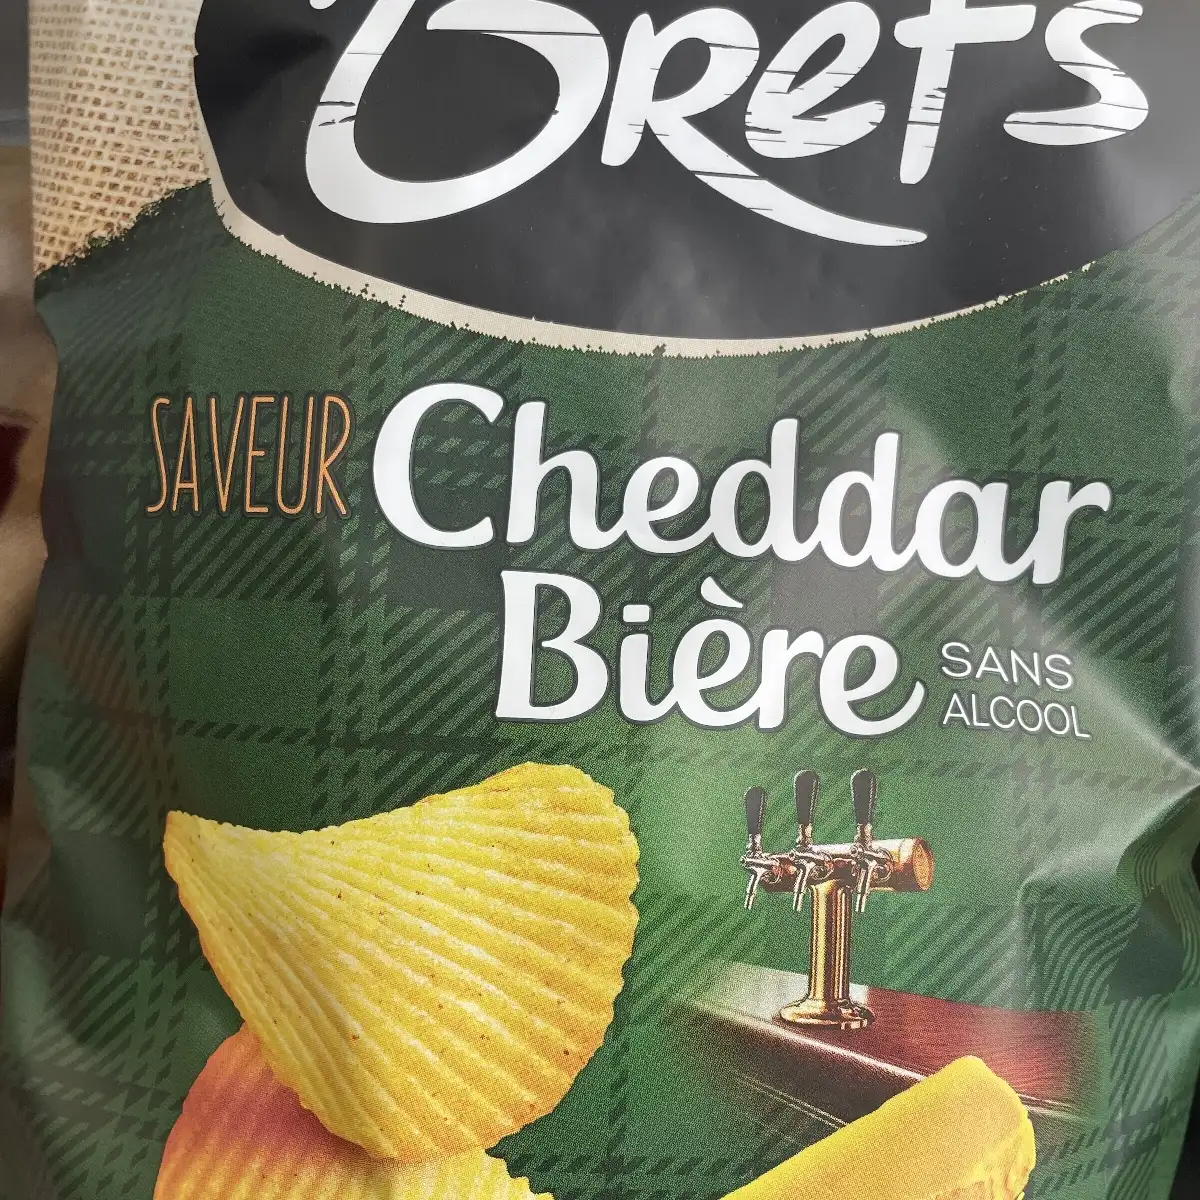 Brets
SAVEUR Cheddar
Bière SANS
ALCOOL